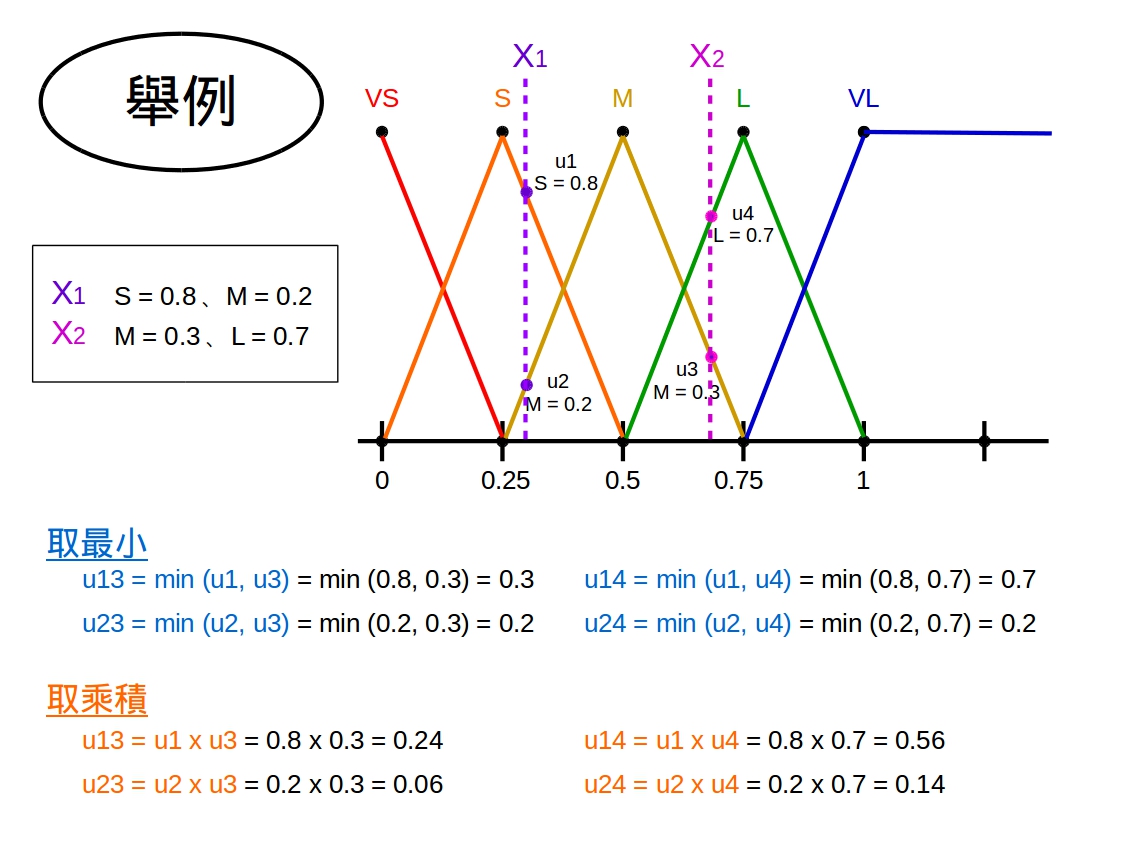 舉例
X1
X2
VS S M L VL
u1
S = 0.8
u4
L = 0.7
u2
M = 0.2
u3
M = 0.3
0 0.25 0.5 0.75 1
X1 S = 0.8、M = 0.2
X2 M = 0.3、L = 0.7
取最小
u13 = min (u1, u3) = min (0.8, 0.3) = 0.3
u14 = min (u1, u4) = min (0.8, 0.7) = 0.7
u23 = min (u2, u3) = min (0.2, 0.3) = 0.2
u24 = min (u2, u4) = min (0.2, 0.7) = 0.2
取乘積
u13 = u1 x u3 = 0.8 x 0.3 = 0.24
u14 = u1 x u4 = 0.8 x 0.7 = 0.56
u23 = u2 x u3 = 0.2 x 0.3 = 0.06
u24 = u2 x u4 = 0.2 x 0.7 = 0.14